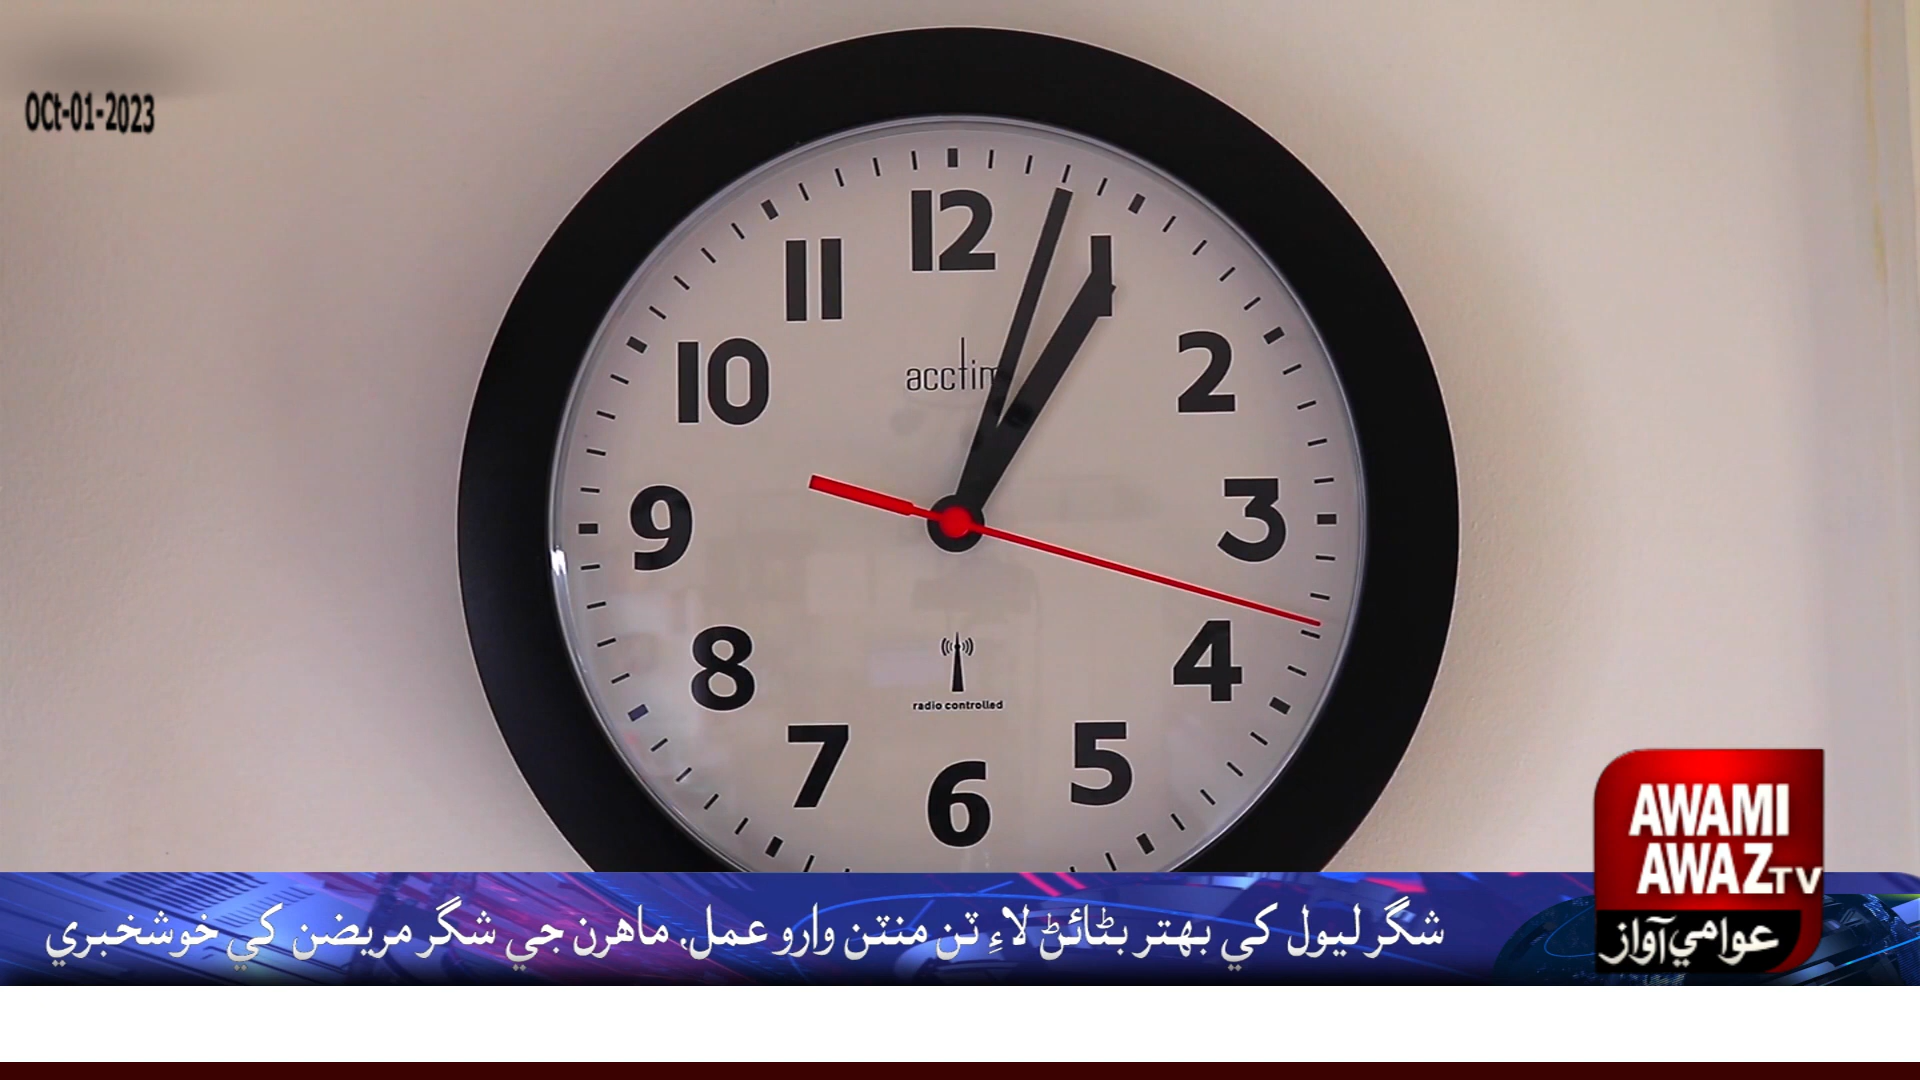 OCt-01-2023
12
11
1
10
2
acctim
9
3
8
4
radio controlled
7
5
6
AWAMI
AWAZTV
عوامي آواز
شگر ليول کي بهتر بڻائڻ لاءِ ٽن منٽن وارو عمل، ماهرن جي شگر مريضن کي خوشخبري